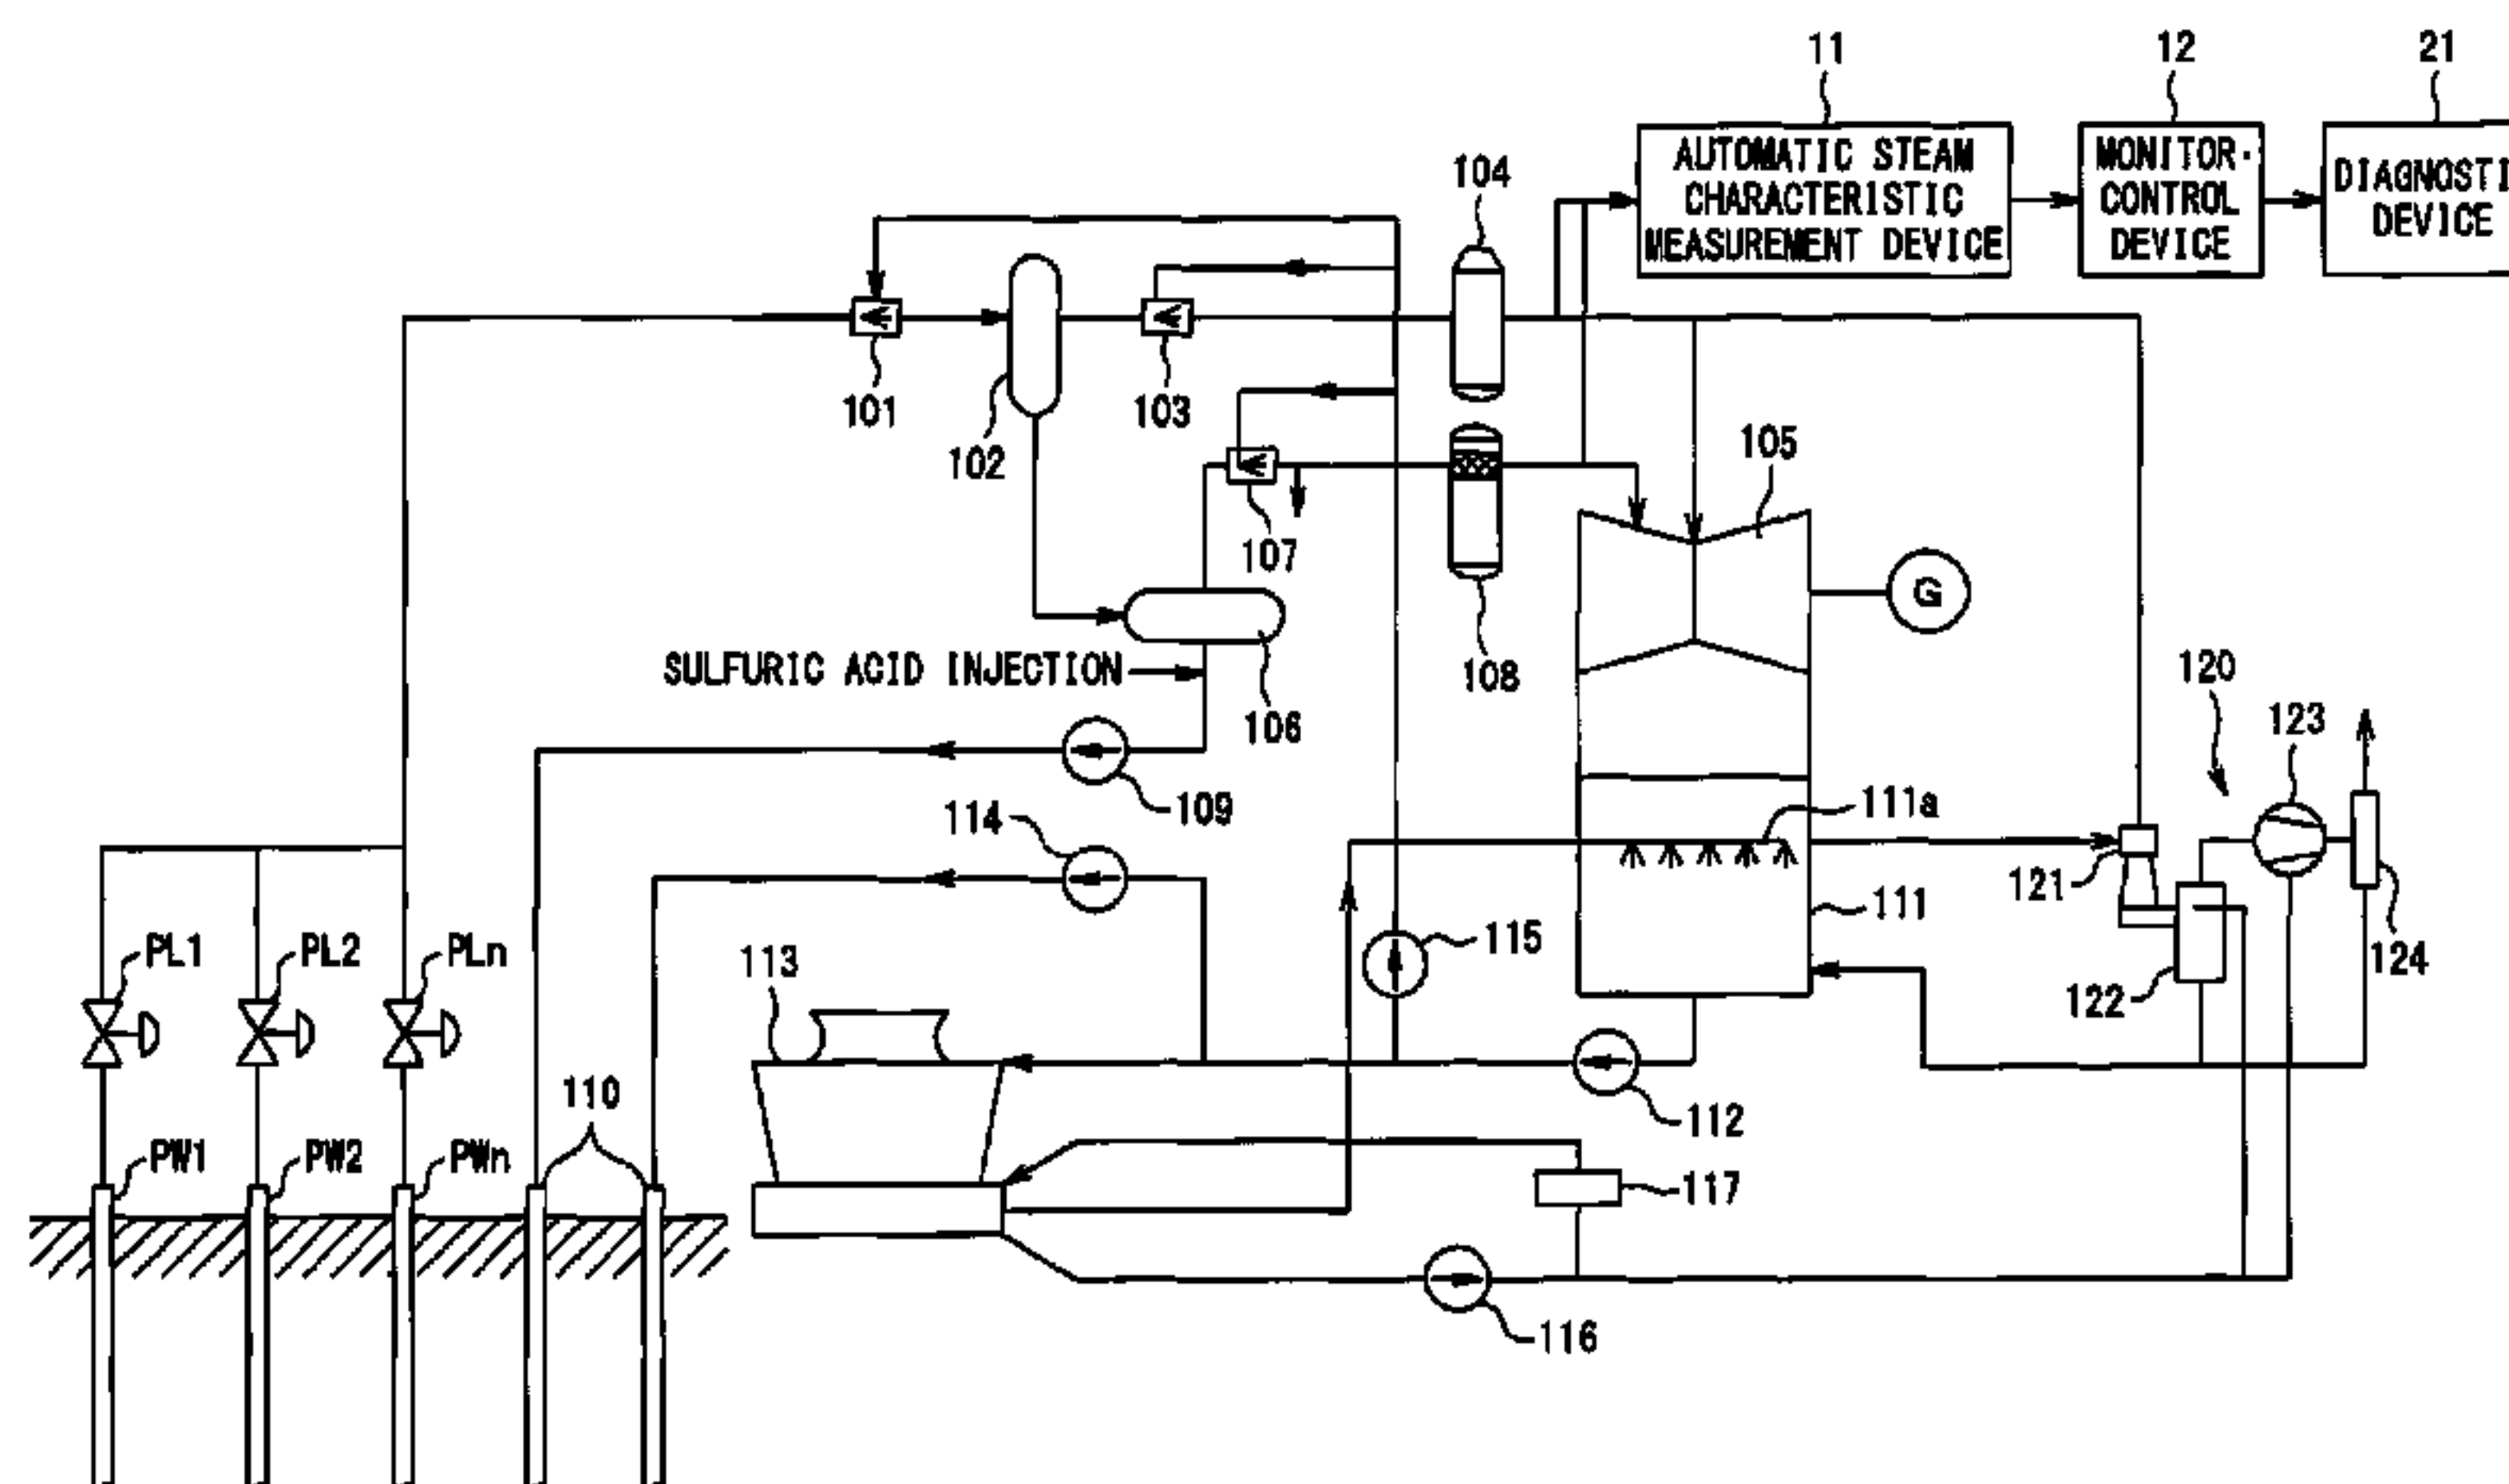 11
12
21
AUTOMATIC STEAM
CHARACTERISTIC
MEASUREMENT DEVICE
MONITOR·
CONTROL
DEVICE
DIAGNOSTI
DEVICE
104
101
102
103
105
107
SULFURIC ACID INJECTION
106
108
G
120
123
109
114
111a
121
111
PL1
PL2
PLn
113
115
124
122
110
112
PW1
PW2
PWn
117
116